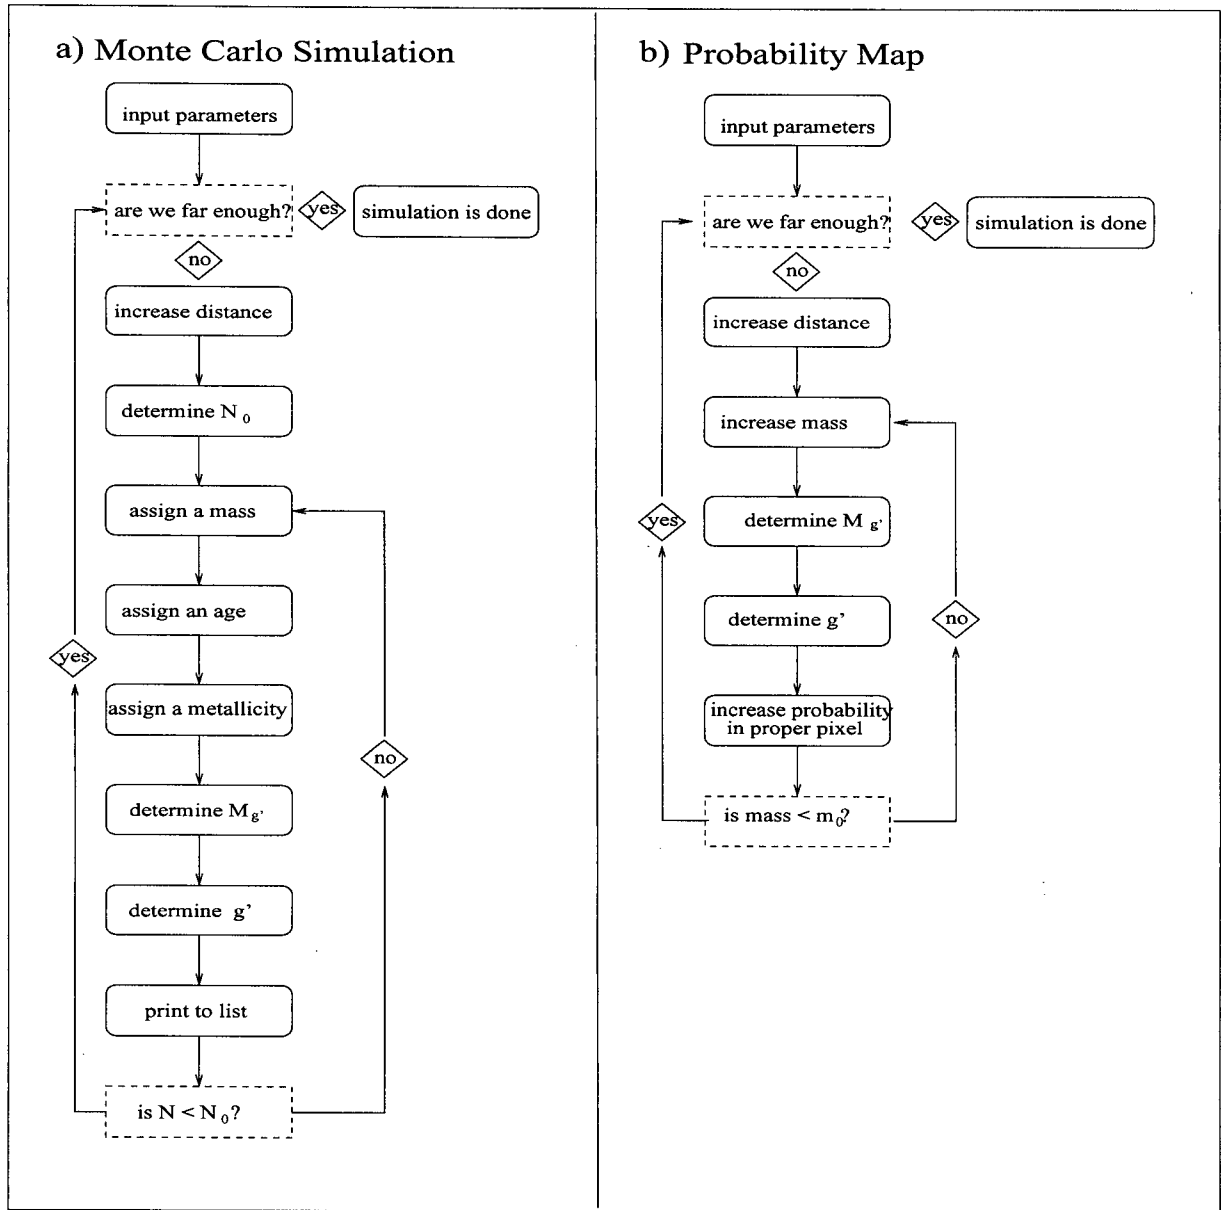 a) Monte Carlo Simulation
input parameters
are we far enough?
yes
simulation is done
no
increase distance
determine N 0
assign a mass
assign an age
yes
assign a metallicity
no
determine M g'
determine g'
print to list
is N < N 0?
b) Probability Map
input parameters
are we far enough?
yes
simulation is done
no
increase distance
increase mass
yes
determine M g'
determine g'
no
increase probability
in proper pixel
is mass < m0?